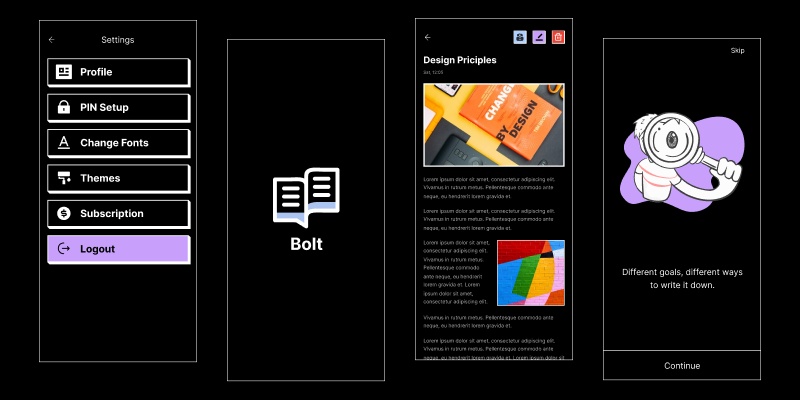 Settings
Profile
PIN Setup
Change Fonts
Themes
Subscription
Logout
Bolt
Design Priciples
Sat, 12:05
CHANGE
BY DESIGN
Lorem ipsum dolor sit amet, consectetur adipiscing elit.
Vivamus in rutrum metus. Pellentesque commodo ante
neque, eu hendrerit lorem gravida et.
Lorem ipsum dolor sit amet, consectetur adipiscing elit.
Vivamus in rutrum metus. Pellentesque commodo ante
neque, eu hendrerit lorem gravida et.
Lorem ipsum dolor sit amet,
consectetur adipiscing elit.
Vivamus in rutrum metus.
Pellentesque commodo
ante neque, eu hendrerit
lorem gravida et. Lorem
ipsum dolor sit amet,
consectetur adipiscing elit.
Vivamus in rutrum metus. Pellentesque commodo ante
neque, eu hendrerit lorem gravida et.
Lorem ipsum dolor sit amet, consectetur adipiscing elit.
Vivamus in rutrum metus. Pellentesque commodo ante
neque, eu hendrerit lorem gravida et. Lorem ipsum dolor sit
Skip
Different goals, different ways
to write it down.
Continue